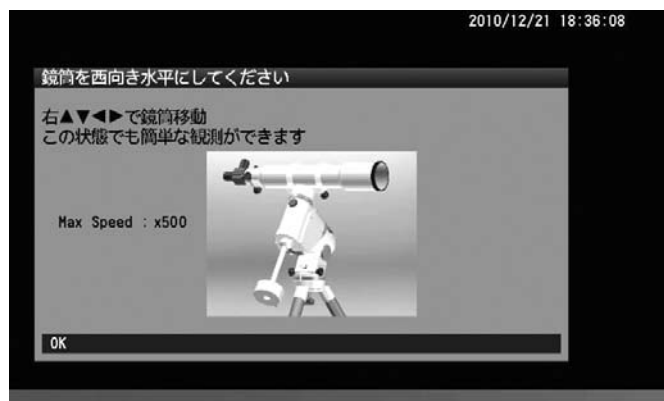 2010/12/21 18:36:08
鏡筒を西向き水平にしてください
右▲▼◀▶で鏡筒移動
この状態でも簡単な観測ができます
Max Speed : x500
OK